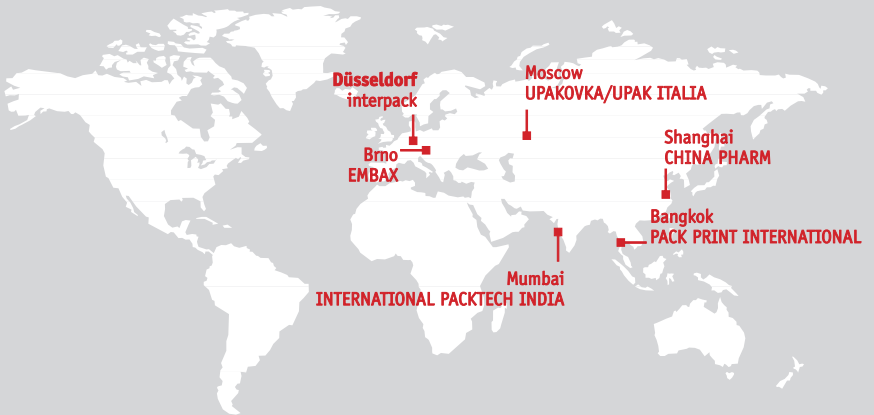 Düsseldorf
interpack
Moscow
UPAKOVKA/UPAK ITALIA
Brno
EMBAX
Shanghai
CHINA PHARM
Bangkok
PACK PRINT INTERNATIONAL
Mumbai
INTERNATIONAL PACKTECH INDIA